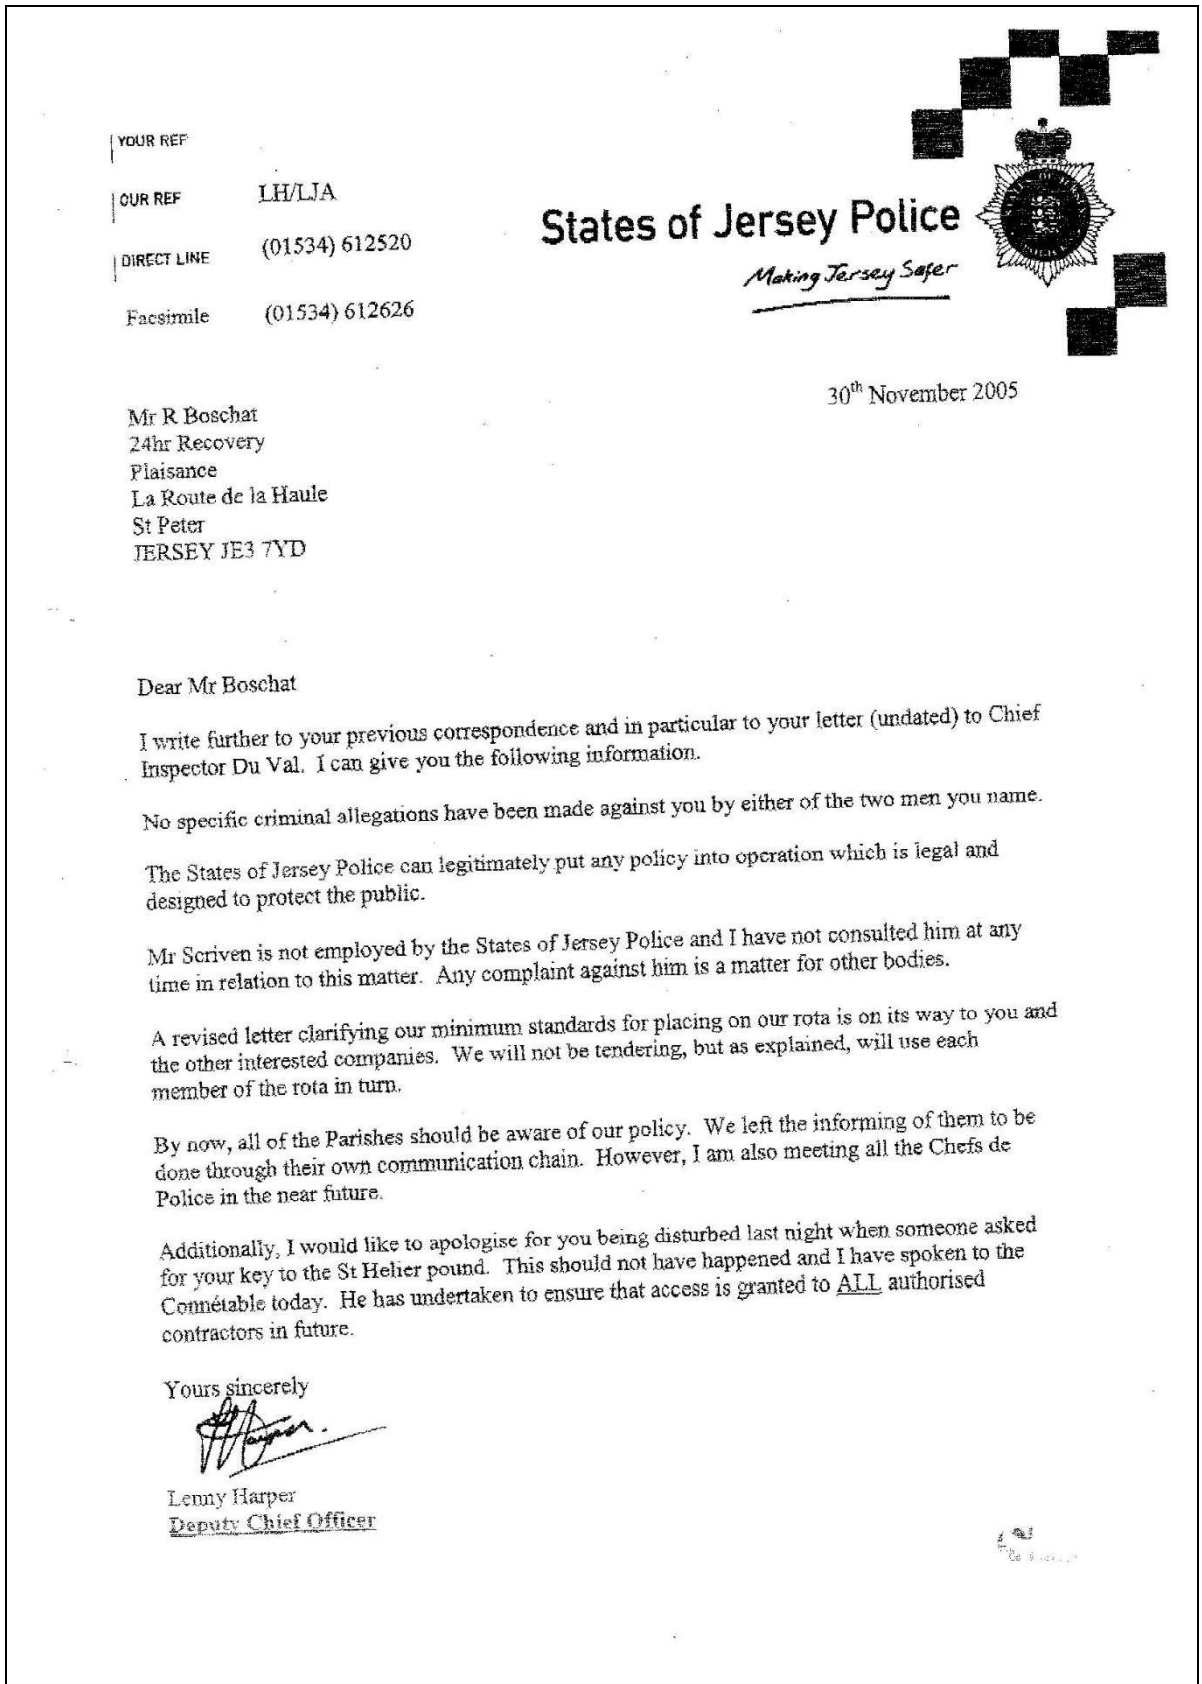 YOUR REF
OUR REF LH/LJA
DIRECT LINE (01534) 612520
Facsimile (01534) 612626
States of Jersey Police
Making Jersey Safer
30th November 2005
Mr R Boschat
24hr Recovery
Plaisance
La Route de la Haule
St Peter
JERSEY JE3 7YD
Dear Mr Boschat
I write further to your previous correspondence and in particular to your letter (undated) to Chief
Inspector Du Val. I can give you the following information.
No specific criminal allegations have been made against you by either of the two men you name.
The States of Jersey Police can legitimately put any policy into operation which is legal and
designed to protect the public.
Mr Scriven is not employed by the States of Jersey Police and I have not consulted him at any
time in relation to this matter. Any complaint against him is a matter for other bodies.
A revised letter clarifying our minimum standards for placing on our rota is on its way to you and
the other interested companies. We will not be tendering, but as explained, will use each
member of the rota in turn.
By now, all of the Parishes should be aware of our policy. We left the informing of them to be
done through their own communication chain. However, I am also meeting all the Chefs de
Police in the near future.
Additionally, I would like to apologise for you being disturbed last night when someone asked
for your key to the St Helier pound. This should not have happened and I have spoken to the
Connétable today. He has undertaken to ensure that access is granted to ALL authorised
contractors in future.
Yours sincerely
Lenny Harper
Deputy Chief Officer